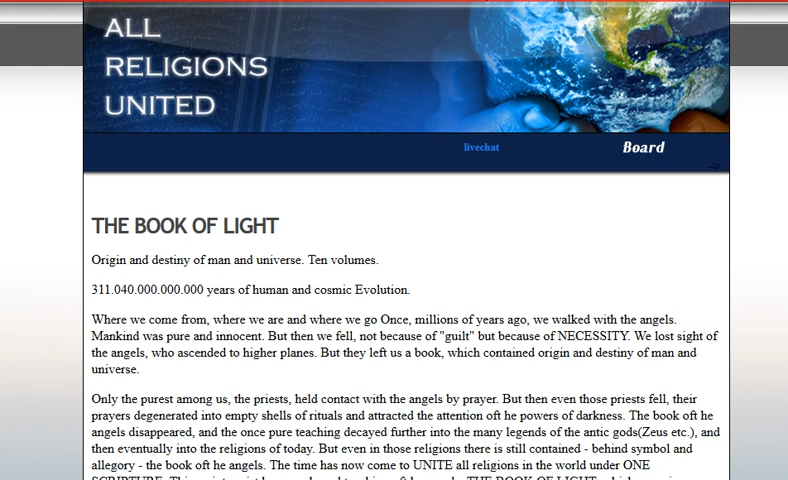 ALL
RELIGIONS
UNITED
livechat
Board
THE BOOK OF LIGHT
Origin and destiny of man and universe. Ten volumes.
311.040.000.000.000 years of human and cosmic Evolution.
Where we come from, where we are and where we go Once, millions of years ago, we walked with the angels.
Mankind was pure and innocent. But then we fell, not because of "guilt" but because of NECESSITY. We lost sight of
the angels, who ascended to higher planes. But they left us a book, which contained origin and destiny of man and
universe.
Only the purest among us, the priests, held contact with the angels by prayer. But then even those priests fell, their
prayers degenerated into empty shells of rituals and attracted the attention oft he powers of darkness. The book oft he
angels disappeared, and the once pure teaching decayed further into the many legends of the antic gods(Zeus etc.), and
then eventually into the religions of today. But even in those religions there is still contained - behind symbol and
allegory - the book oft he angels. The time has now come to UNITE all religions in the world under ONE